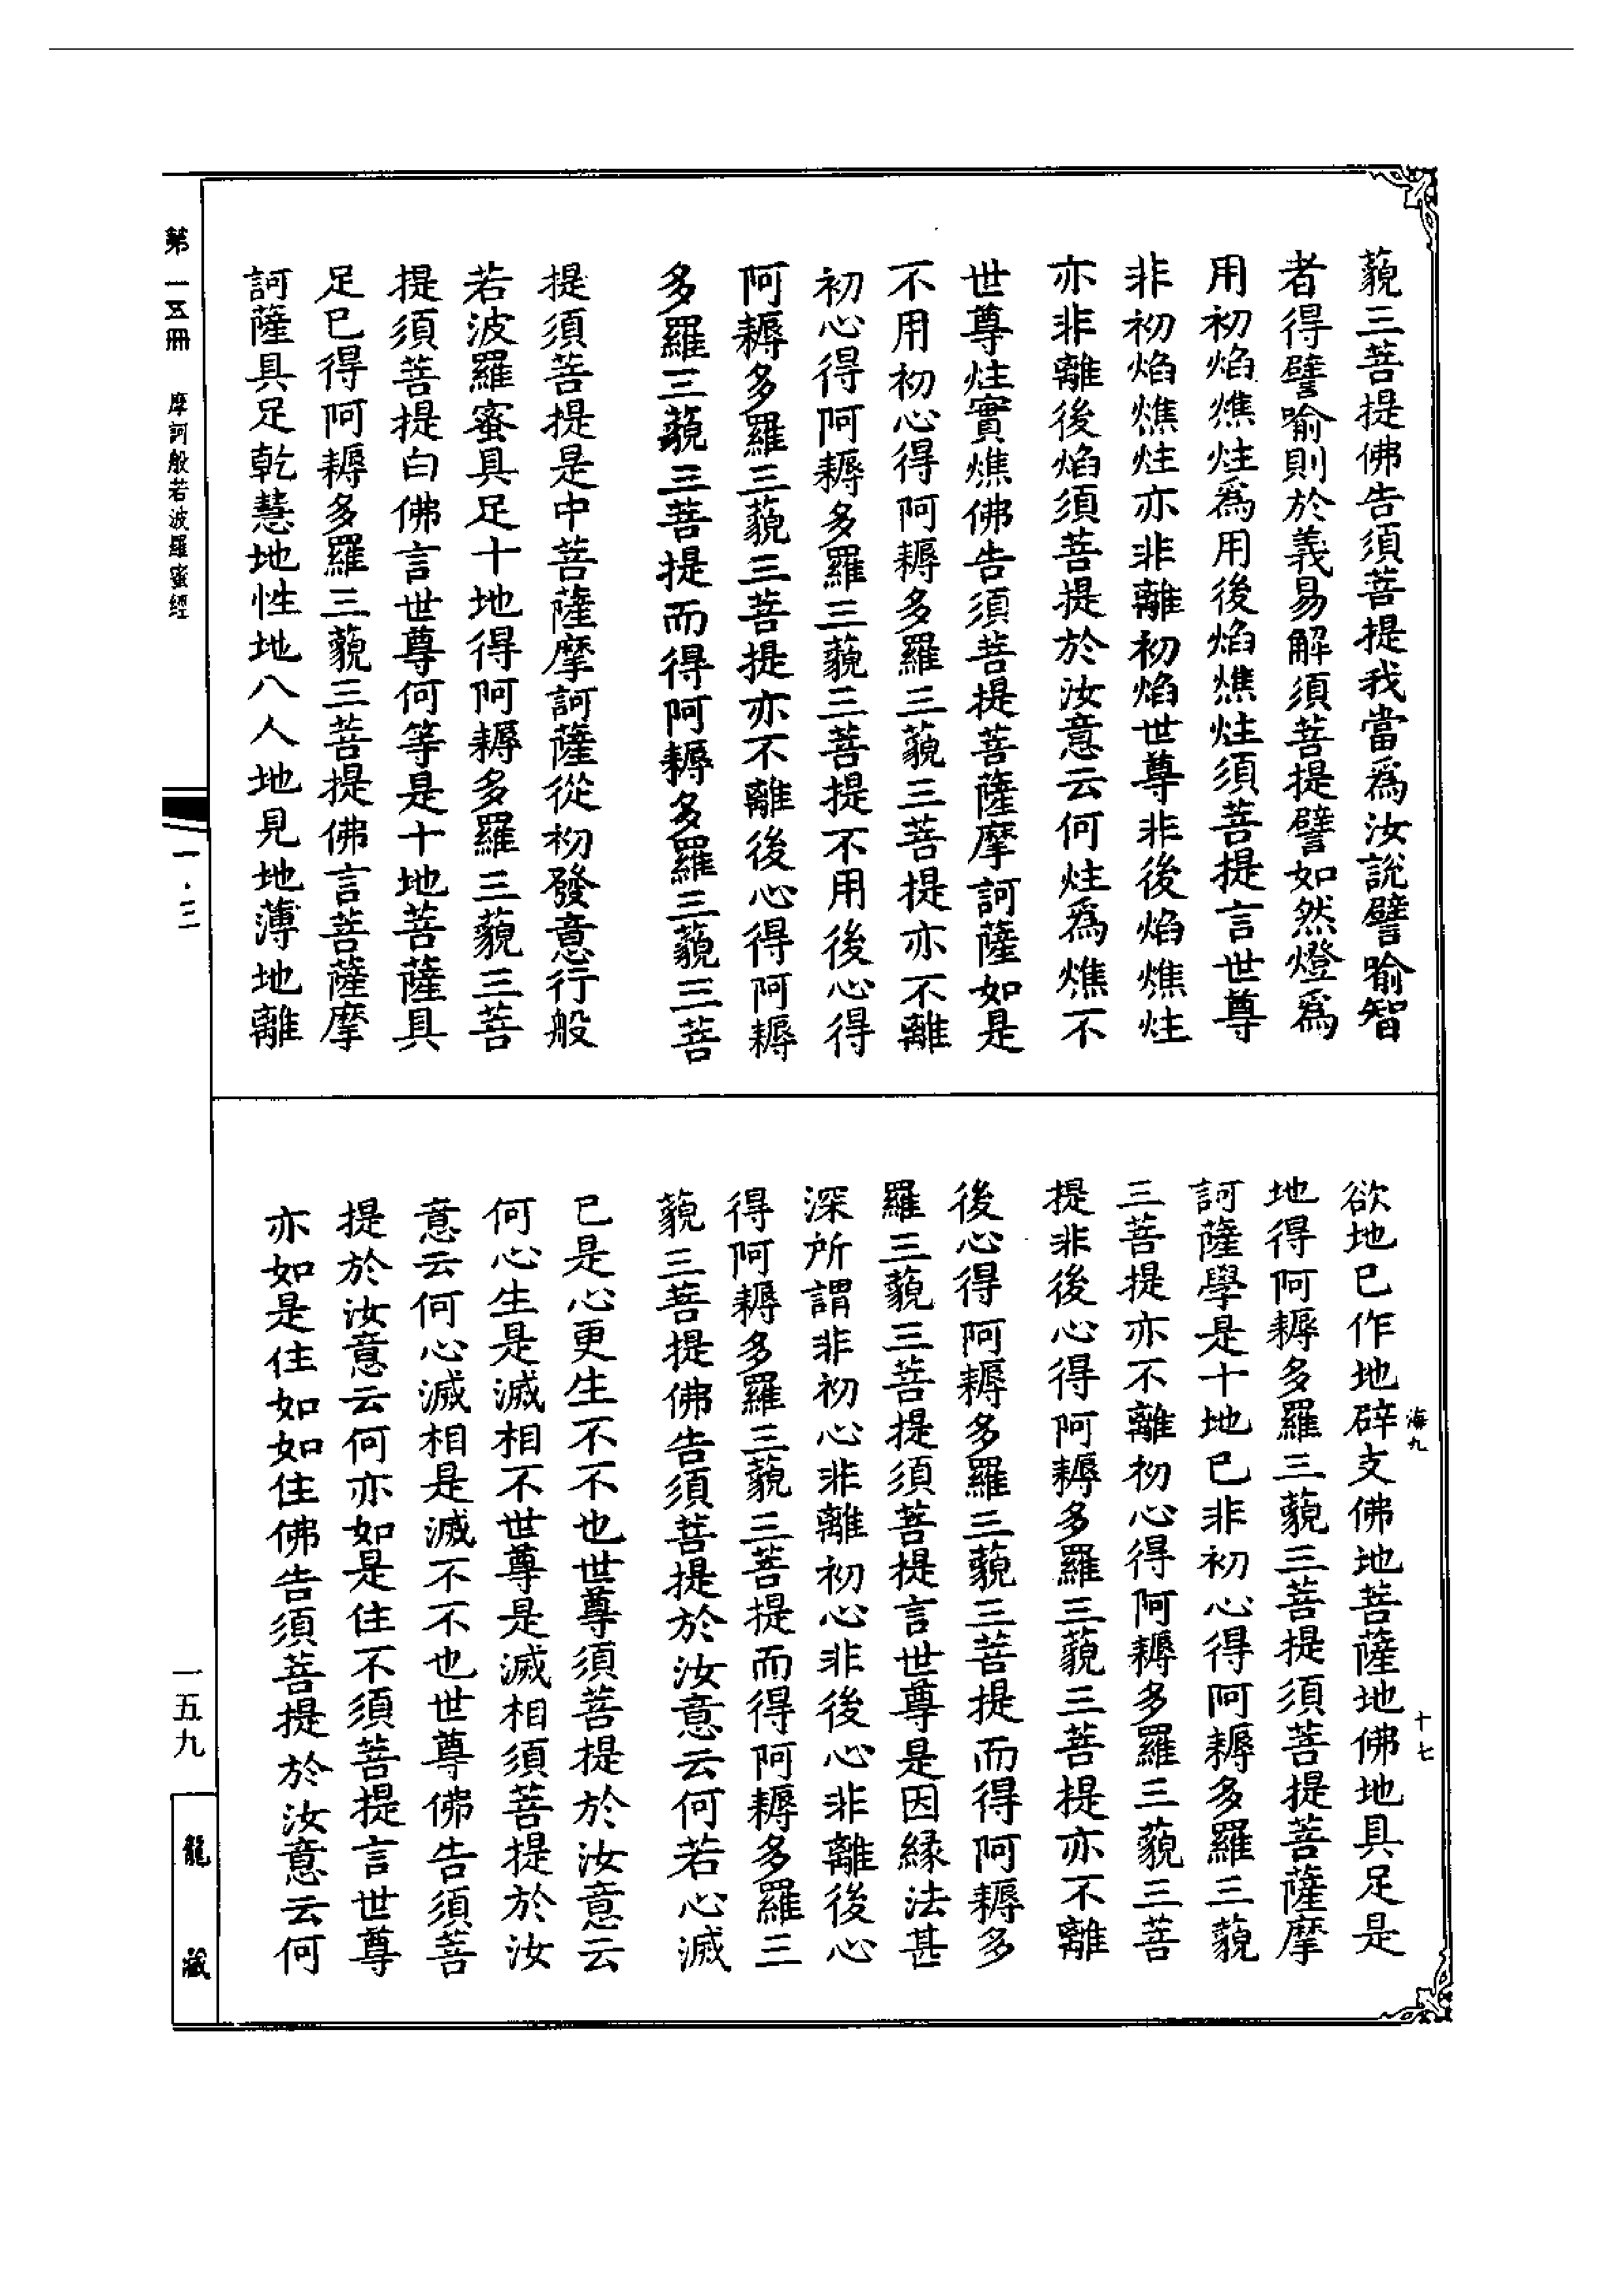 藐三菩提佛告須菩提我當為汝說譬喻智
者得譬喻則於義易解須菩提譬如然燈為
用初焰燋炷為用後焰燋炷須菩提言世尊
非初焰燋炷亦非離初焰世尊非後焰燋炷
亦非離後焰須菩提於汝意云何炷為燋不
世尊炷實燋佛告須菩提菩薩摩訶薩如是
不用初心得阿耨多羅三藐三菩提亦不離
初心得阿耨多羅三藐三菩提不用後心得
阿耨多羅三藐三菩提亦不離後心得阿耨
多羅三藐三菩提而得阿耨多羅三藐三菩
提須菩提是中菩薩摩訶薩從初發意行般
若波羅蜜具足十地得阿耨多羅三藐三菩
提須菩提白佛言世尊何等是十地菩薩具
足已得阿耨多羅三藐三菩提佛言菩薩摩
訶薩具足乾慧地性地八人地見地薄地離
欲地已作地辟支佛地菩薩地佛地具足是
地得阿耨多羅三藐三菩提須菩提菩薩摩
訶薩學是十地已非初心得阿耨多羅三藐
三菩提亦不離初心得阿耨多羅三藐三菩
提非後心得阿耨多羅三藐三菩提亦不離
後心得阿耨多羅三藐三菩提而得阿耨多
羅三藐三菩提須菩提言世尊是因緣法甚
深所謂非初心非離初心非後心非離後心
得阿耨多羅三藐三菩提而得阿耨多羅三
藐三菩提佛告須菩提於汝意云何若心滅
已是心更生不不也世尊須菩提於汝意云
何心生是滅相不世尊是滅相須菩提於汝
意云何心滅相是滅不不也世尊佛告須菩
提於汝意云何亦如是住不須菩提言世尊
亦如是住如如住佛告須菩提於汝意云何
海九
十七
第一五冊 摩訶般若波羅蜜經
一·三
一五九
龍藏